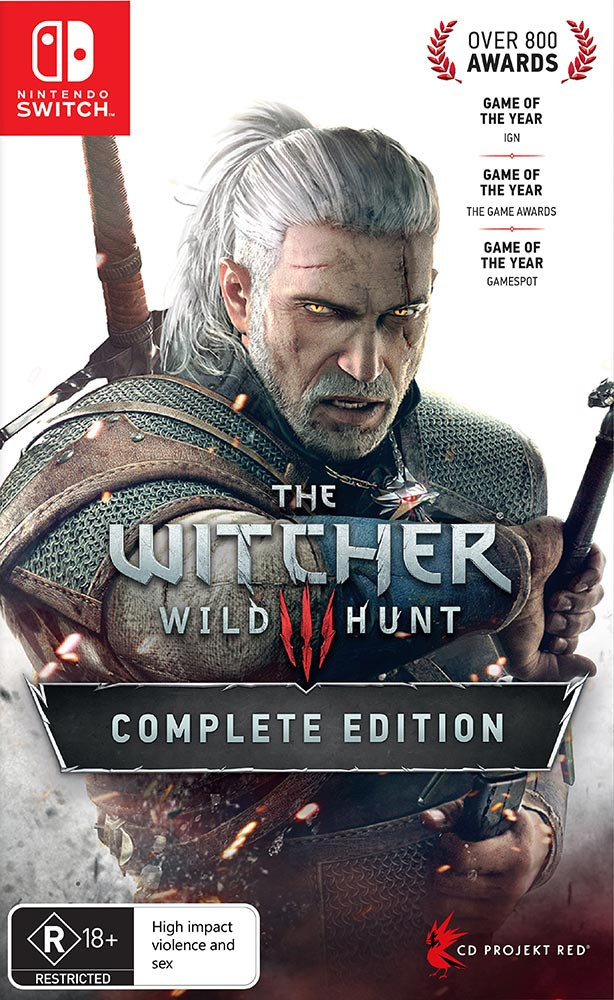 NINTENDO
SWITCH™
OVER 800
AWARDS
GAME OF
THE YEAR
IGN
GAME OF
THE YEAR
THE GAME AWARDS
GAME OF
THE YEAR
GAMESPOT
THE
WITCHER®
WILD III HUNT
COMPLETE EDITION
R 18+
RESTRICTED
High impact
violence and
sex
CD PROJEKT RED®